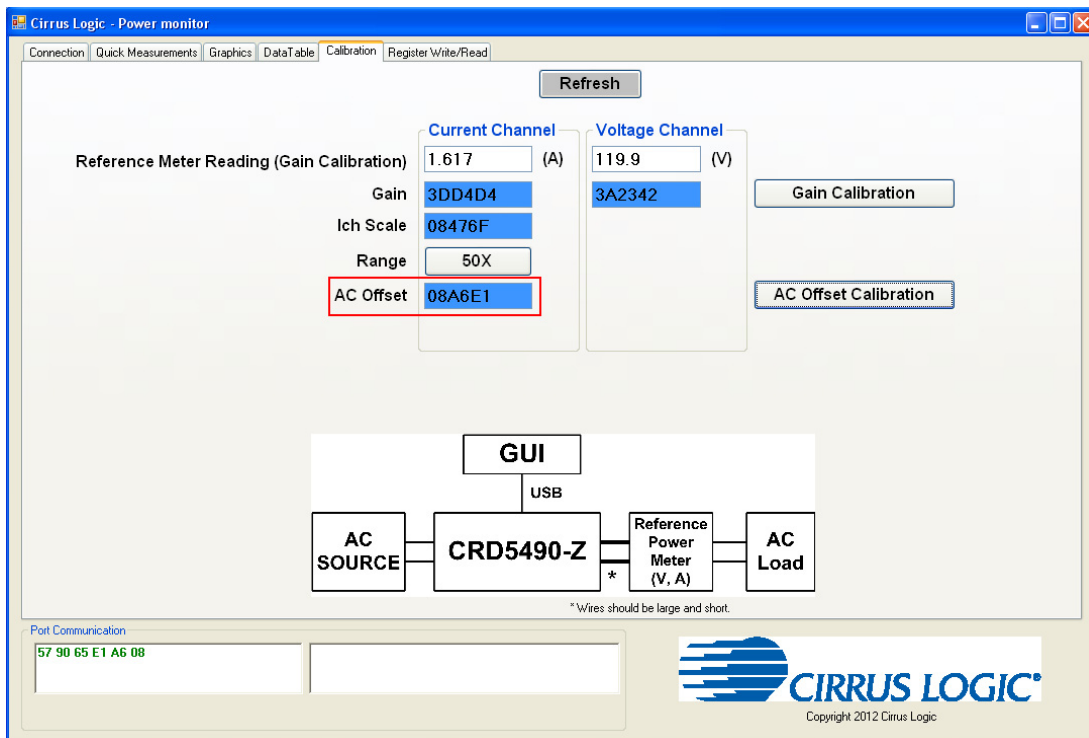 Cirrus Logic - Power monitor
Connection Quick Measurements Graphics DataTable Calibration Register Write/Read
Refresh
Current Channel Voltage Channel
Reference Meter Reading (Gain Calibration) 1.617 (A) 119.9 (V)
Gain 3DD4D4 3A2342 Gain Calibration
Ich Scale 08476F
Range 50X
AC Offset 08A6E1 AC Offset Calibration
GUI
USB
AC SOURCE
CRD5490-Z
*
Reference
Power
Meter
(V, A)
AC
Load
* Wires should be large and short.
Port Communication
57 90 65 E1 A6 08
CIRRUS LOGIC®
Copyright 2012 Cirrus Logic